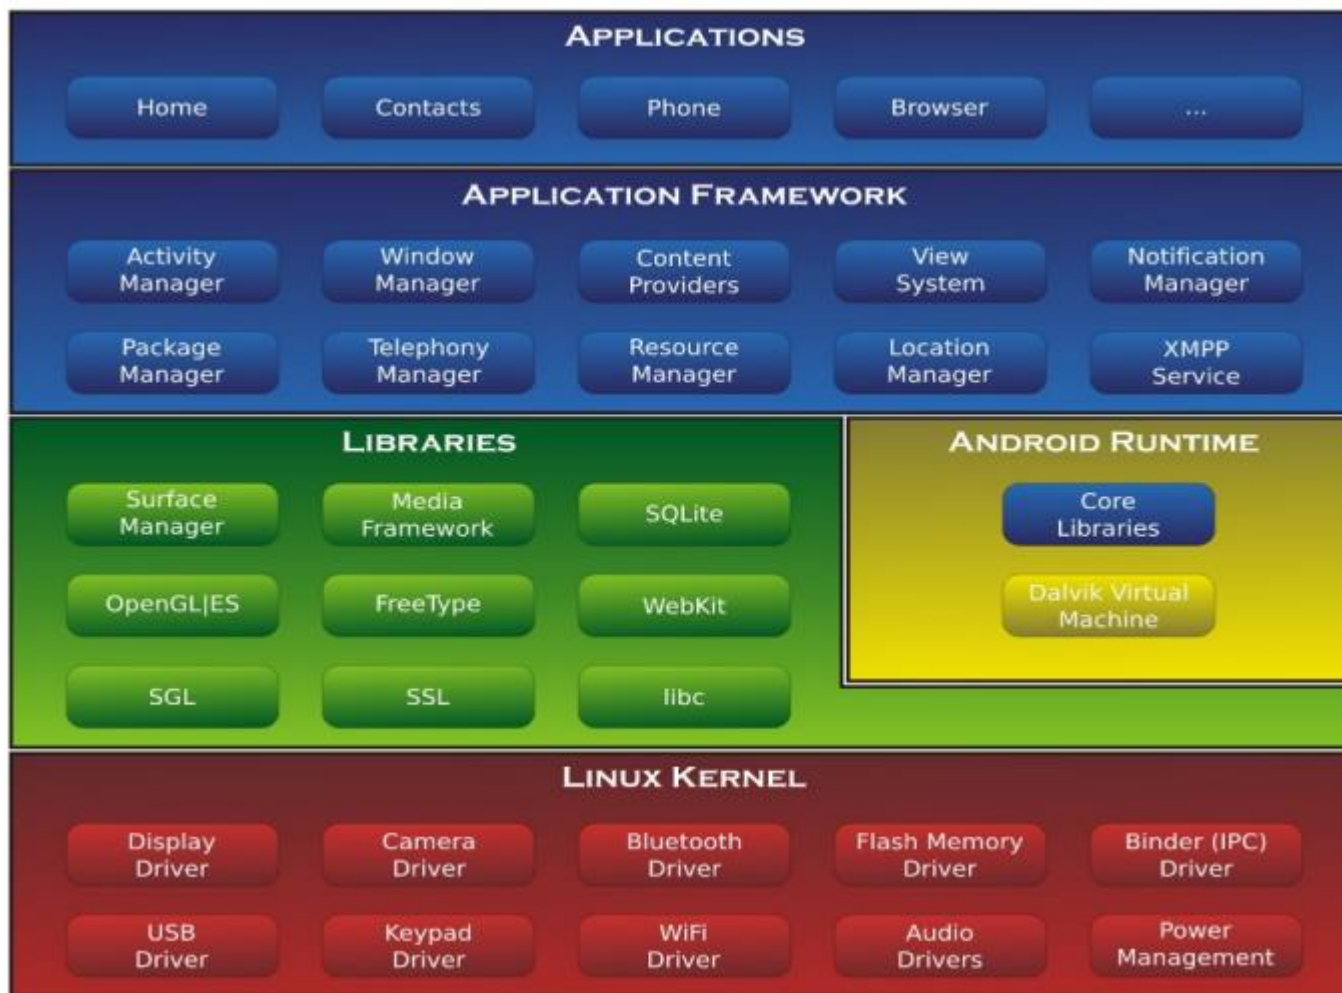 APPLICATIONS
Home
Contacts
Phone
Browser
...
APPLICATION FRAMEWORK
Activity
Manager
Window
Manager
Content
Providers
View
System
Notification
Manager
Package
Manager
Telephony
Manager
Resource
Manager
Location
Manager
XMPP
Service
LIBRARIES
Surface
Manager
Media
Framework
SQLite
OpenGL|ES
FreeType
WebKit
SGL
SSL
libc
ANDROID RUNTIME
Core
Libraries
Dalvik Virtual
Machine
LINUX KERNEL
Display
Driver
Camera
Driver
Bluetooth
Driver
Flash Memory
Driver
Binder (IPC)
Driver
USB
Driver
Keypad
Driver
WiFi
Driver
Audio
Drivers
Power
Management